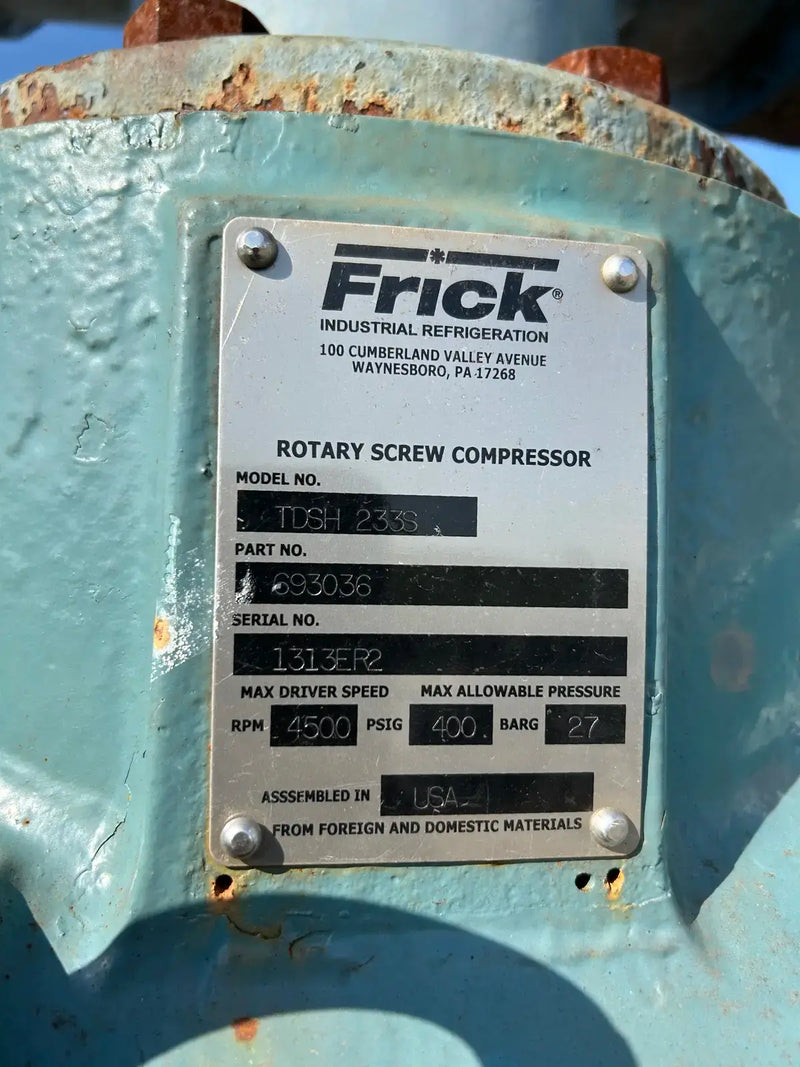 Frick®
INDUSTRIAL REFRIGERATION
100 CUMBERLAND VALLEY AVENUE
WAYNESBORO, PA 17268
ROTARY SCREW COMPRESSOR
MODEL NO.
TDSH 233S
PART NO.
693036
SERIAL NO.
1313ER2
MAX DRIVER SPEED MAX ALLOWABLE PRESSURE
RPM 4500 PSIG 400 BARG 27
ASSSEMBLED IN USA
FROM FOREIGN AND DOMESTIC MATERIALS